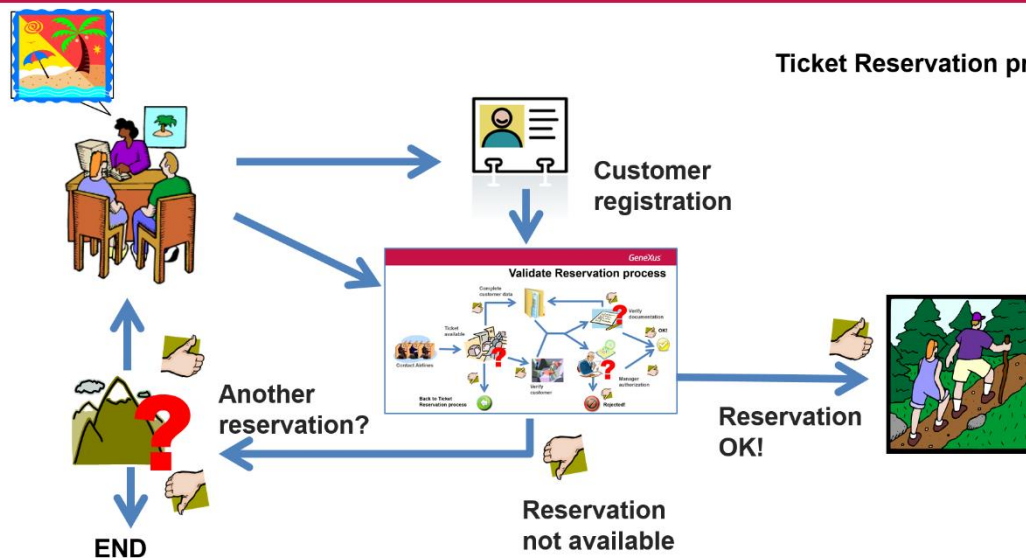 Ticket Reservation pr
Customer
registration
GeneXus
Validate Reservation process
Complete
customer data
Ticket
available
Verify
documentation
OK!
Contact Airlines
Verify
customer
Manager
authorization
Back to Ticket
Reservation process
Rejected!
Another
reservation?
Reservation
OK!
Reservation
not available
END